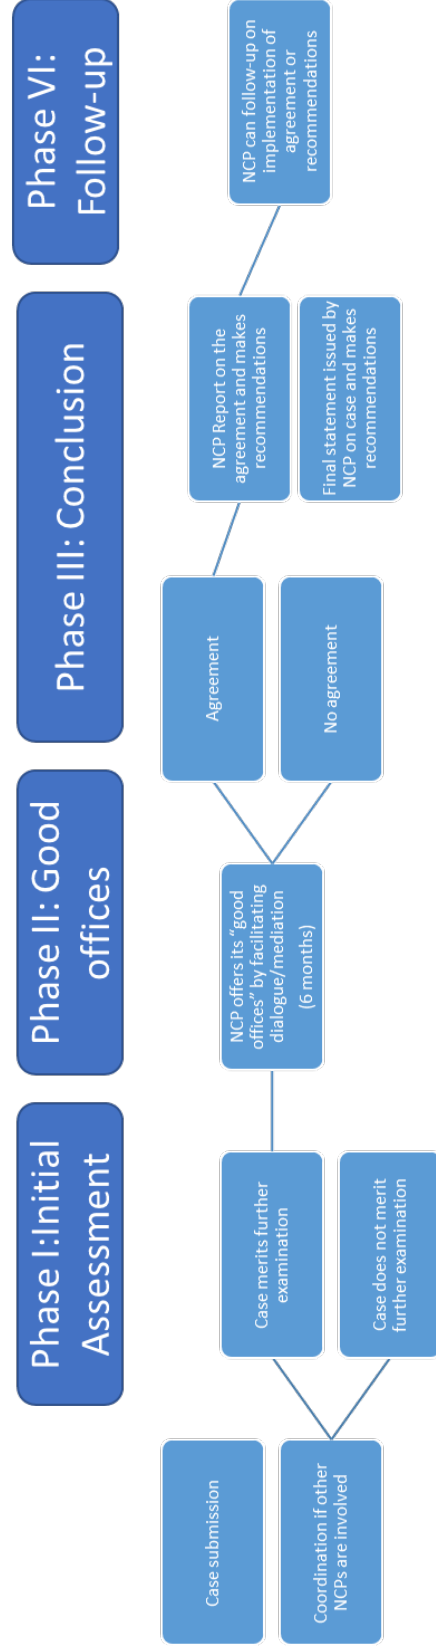 Phase I:Initial
Assessment
Phase II: Good
offices
Phase III: Conclusion
Phase VI:
Follow-up
Case submission
Coordination if other
NCPs are involved
Case merits further
examination
Case does not merit
further examination
NCP offers its “good
offices” by facilitating
dialogue/mediation
(6 months)
Agreement
No agreement
NCP Report on the
agreement and makes
recommendations
Final statement issued by
NCP on case and makes
recommendations
NCP can follow-up on
implementation of
agreement or
recommendations